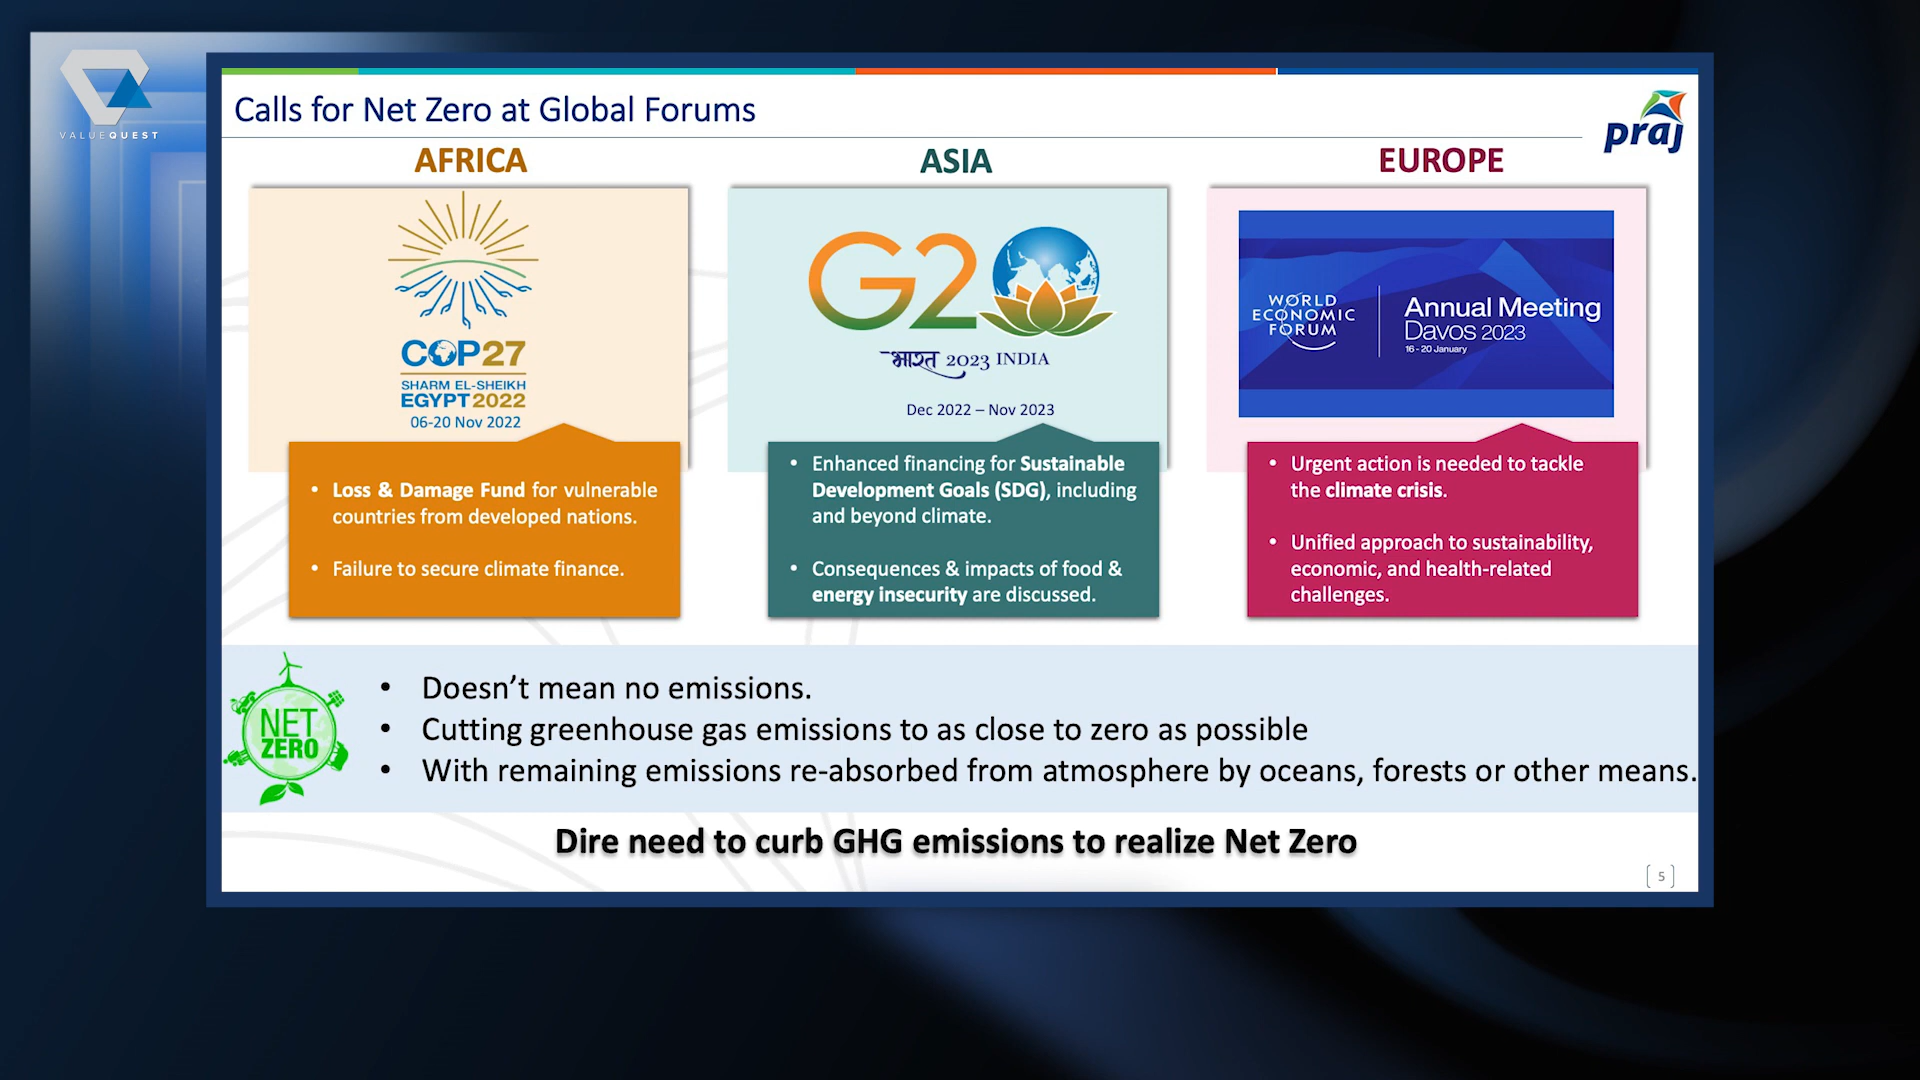 VALUEQUEST
Calls for Net Zero at Global Forums
praj
AFRICA
COP27
SHARM EL-SHEIKH
EGYPT2022
06-20 Nov 2022
• Loss & Damage Fund for vulnerable
countries from developed nations.
• Failure to secure climate finance.
ASIA
G20
भारत 2023 INDIA
Dec 2022 – Nov 2023
• Enhanced financing for Sustainable
Development Goals (SDG), including
and beyond climate.
• Consequences & impacts of food &
energy insecurity are discussed.
EUROPE
WORLD
ECONOMIC
FORUM
Annual Meeting
Davos 2023
16 - 20 January
• Urgent action is needed to tackle
the climate crisis.
• Unified approach to sustainability,
economic, and health-related
challenges.
NET
ZERO
• Doesn’t mean no emissions.
• Cutting greenhouse gas emissions to as close to zero as possible
• With remaining emissions re-absorbed from atmosphere by oceans, forests or other means.
Dire need to curb GHG emissions to realize Net Zero
5